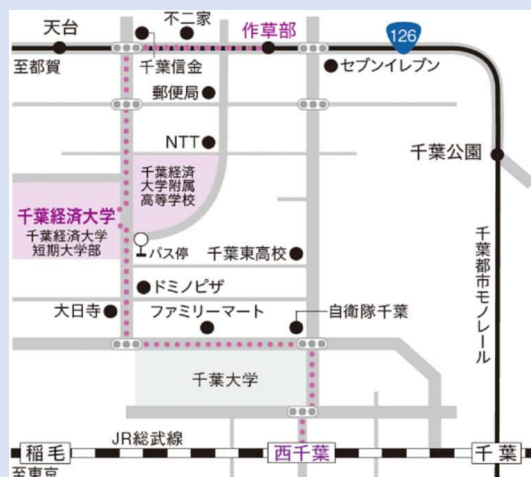 不二家
天台
作草部
126
至都賀
千葉信金
セブンイレブン
郵便局
NTT
千葉公園
千葉経済
大学附属
高等学校
千葉経済大学
千葉経済大学
短期大学部
バス停
千葉東高校
千葉都市モノレール
ドミノピザ
大日寺
ファミリーマート
自衛隊千葉
千葉大学
JR総武線
稲毛
西千葉
千葉
至東京